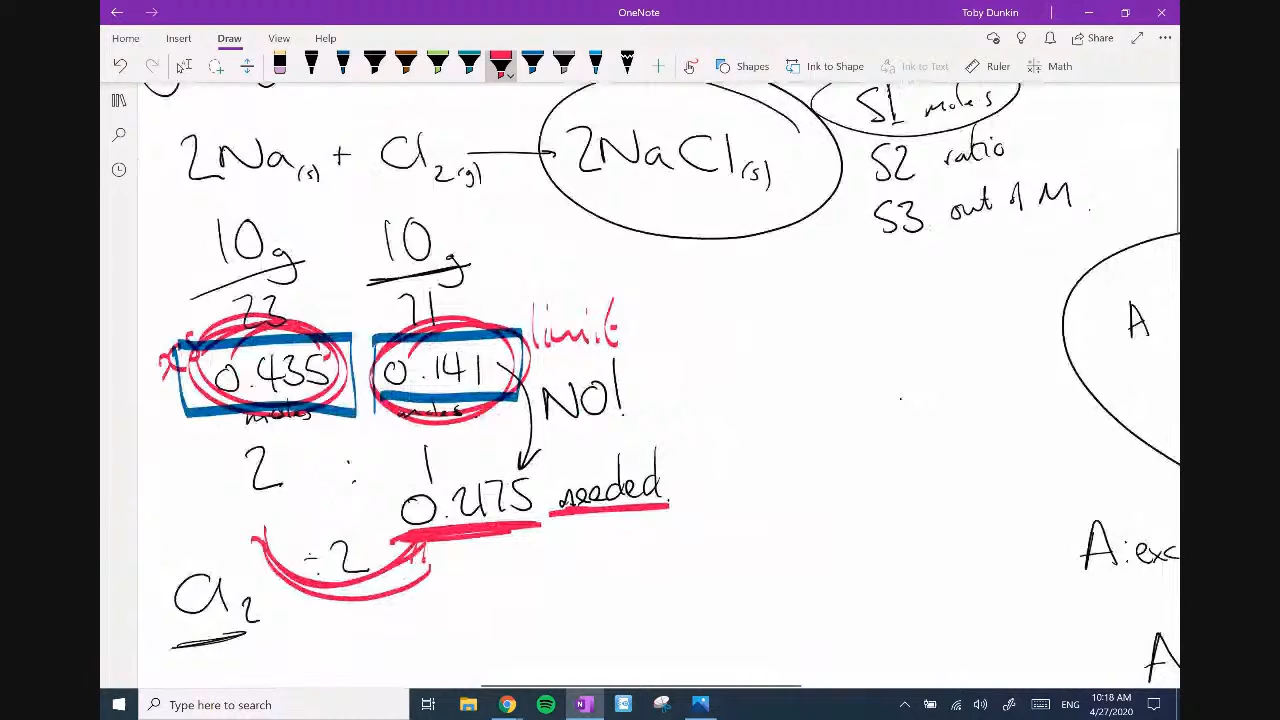 OneNote
Toby Dunkin
Home Insert Draw View Help
Share
Shapes Ink to Shape Ink to Text Ruler Math
S1 moles
2Na(s) + Cl2(g) 2NaCl(s)
S2 ratio
S3 out of M
10g 10g
23 71
limit
0.435 0.141
NO!
moles moles
2 : 1
0.2175 needed
÷2
Cl2
A
A: exc
A
Type here to search
ENG
10:18 AM
4/27/2020